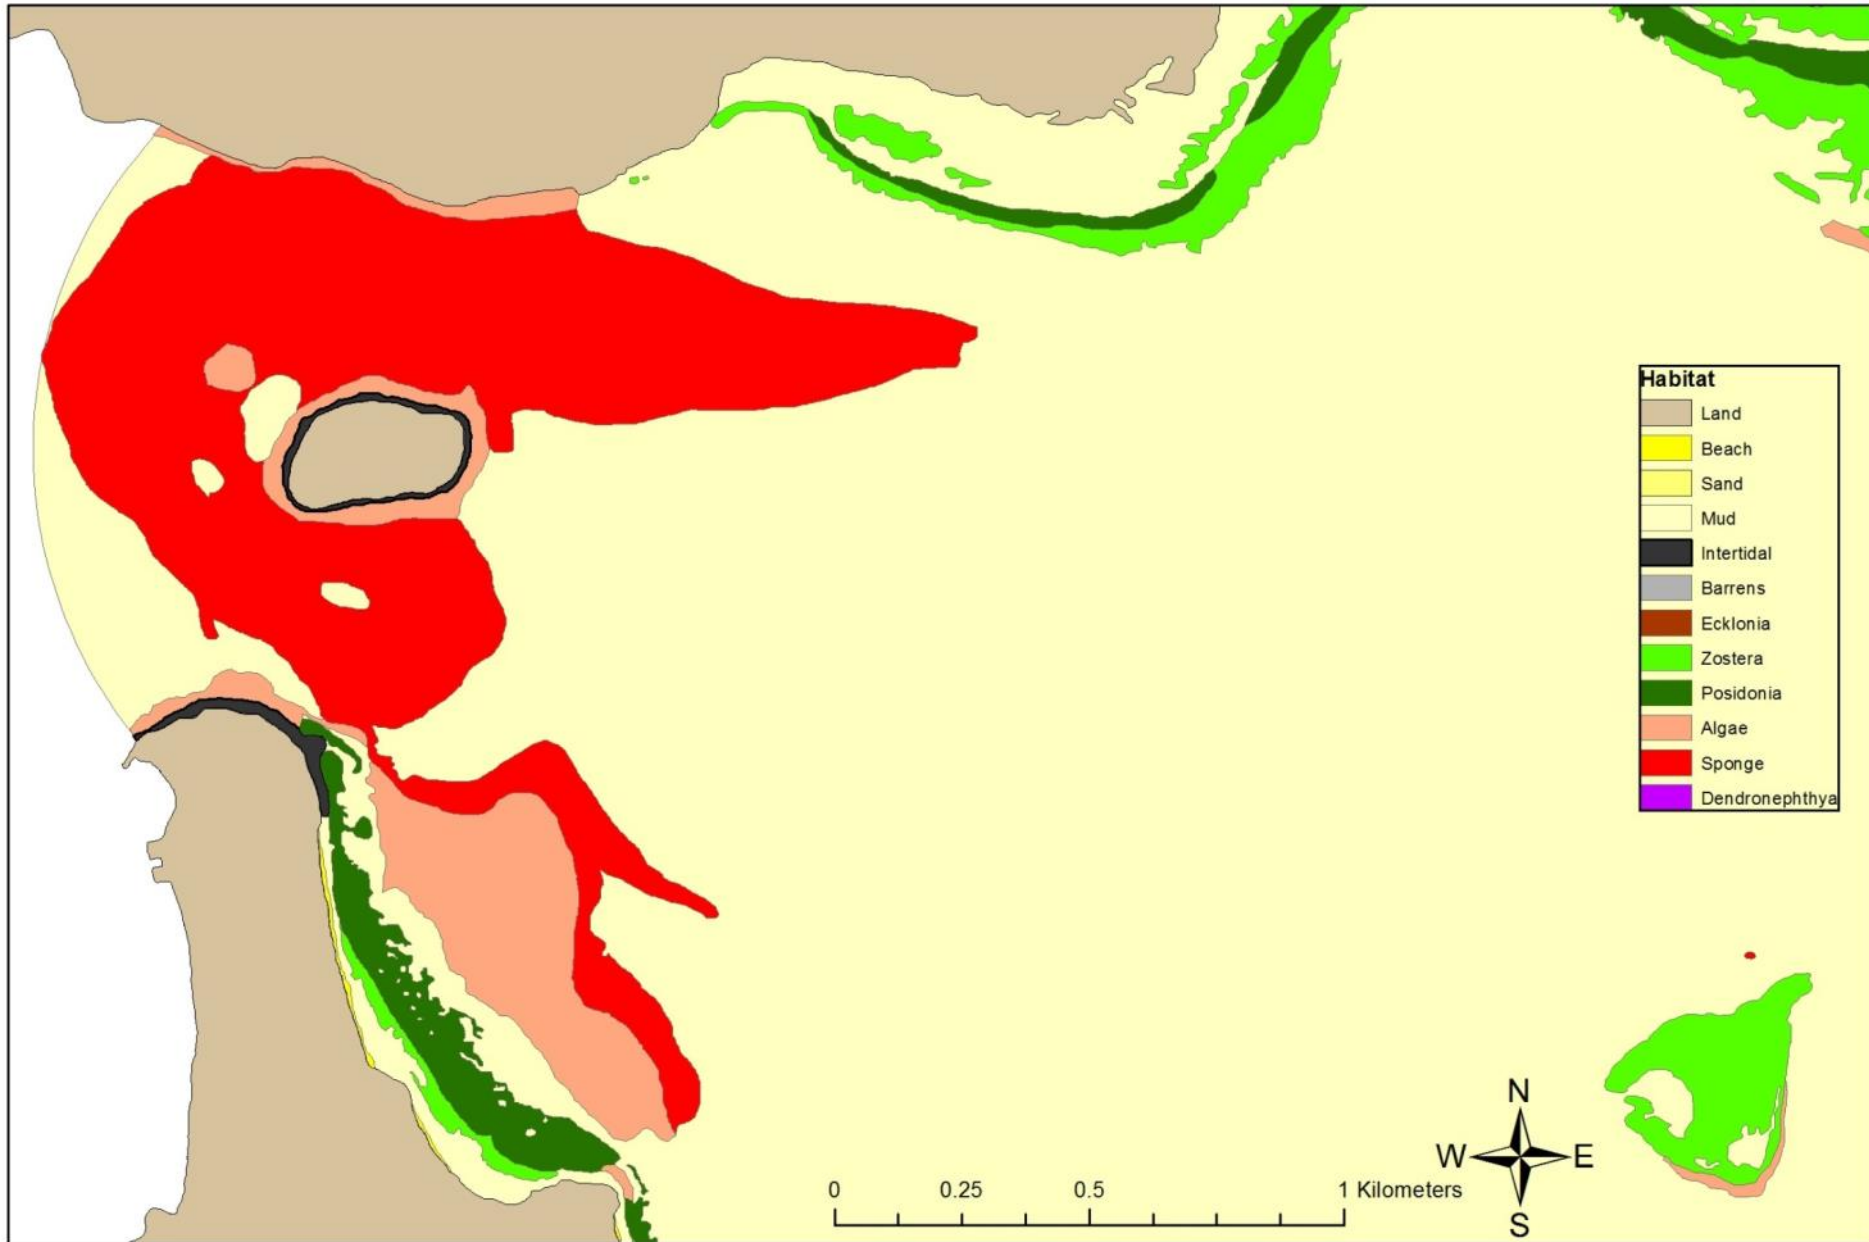 Habitat
Land
Beach
Sand
Mud
Intertidal
Barrens
Ecklonia
Zostera
Posidonia
Algae
Sponge
Dendronephthya
N
W E
S
0 0.25 0.5 1 Kilometers